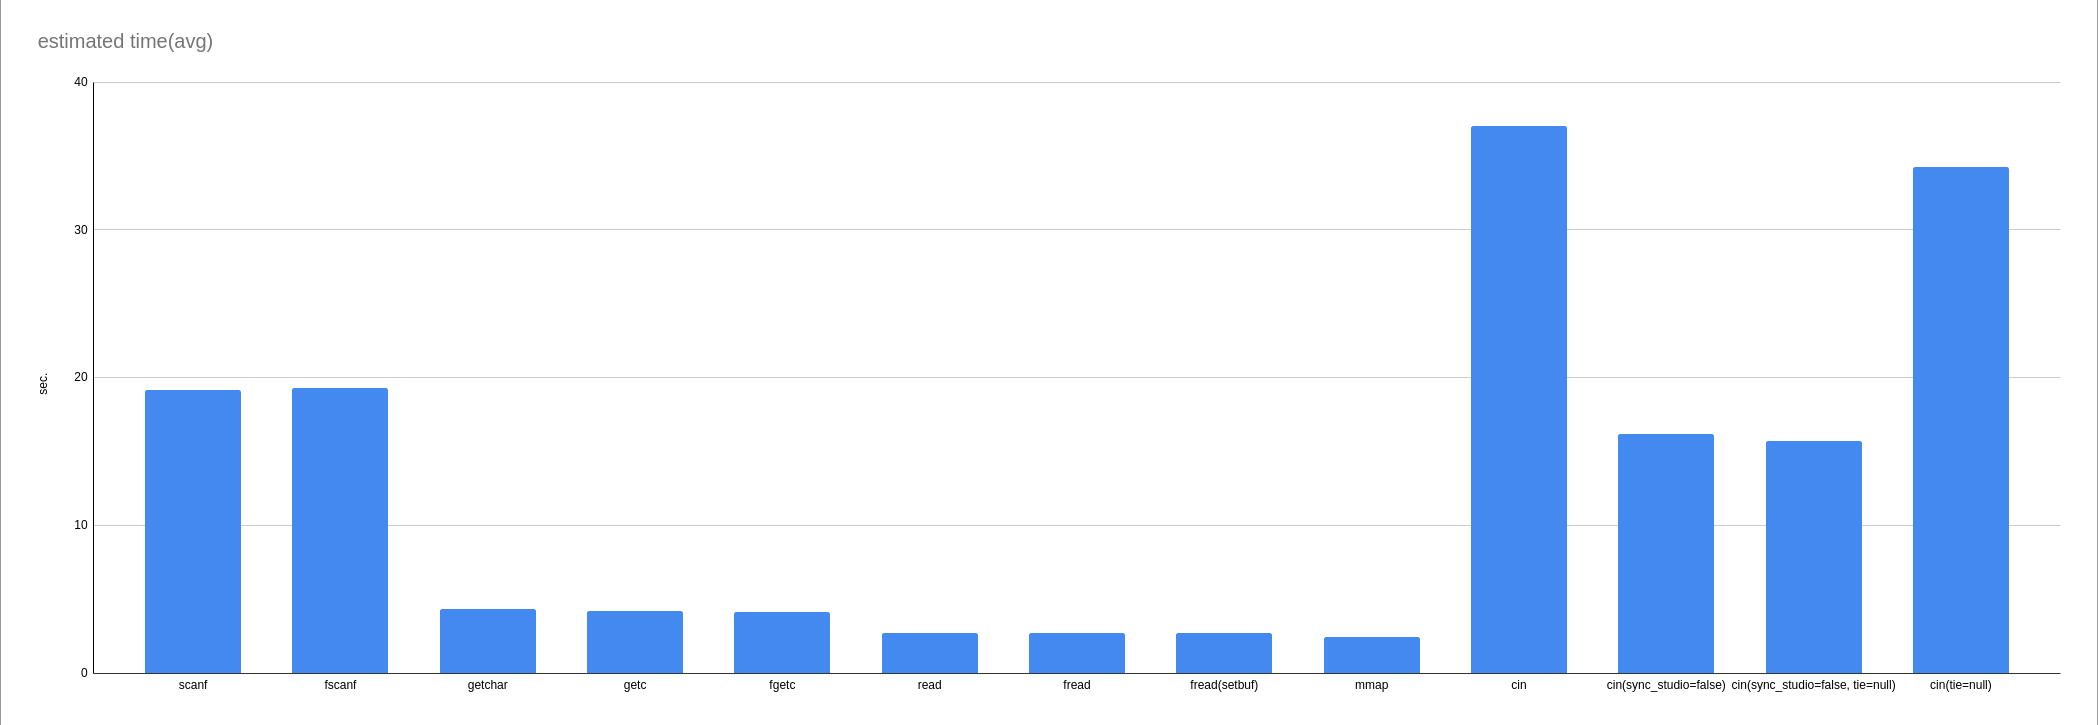 estimated time(avg)
40
30
20
10
0
sec.
scanf
fscanf
getchar
getc
fgetc
read
fread
fread(setbuf)
mmap
cin
cin(sync_studio=false)
cin(sync_studio=false, tie=null)
cin(tie=null)